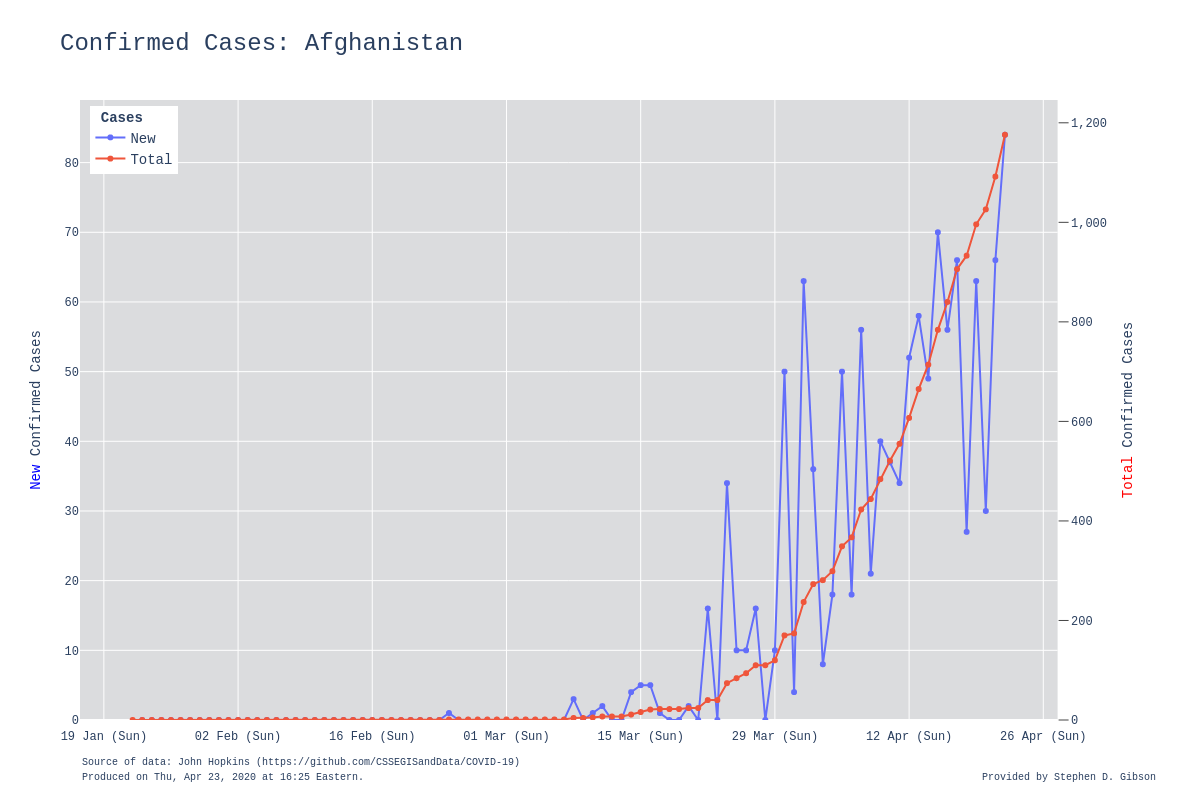 Confirmed Cases: Afghanistan
Cases
New
Total
80
70
60
50
40
30
20
10
0
New Confirmed Cases
1,200
1,000
800
600
400
200
0
Total Confirmed Cases
19 Jan (Sun) 02 Feb (Sun) 16 Feb (Sun) 01 Mar (Sun) 15 Mar (Sun) 29 Mar (Sun) 12 Apr (Sun) 26 Apr (Sun)
Source of data: John Hopkins (https://github.com/CSSEGISandData/COVID-19)
Produced on Thu, Apr 23, 2020 at 16:25 Eastern.
Provided by Stephen D. Gibson